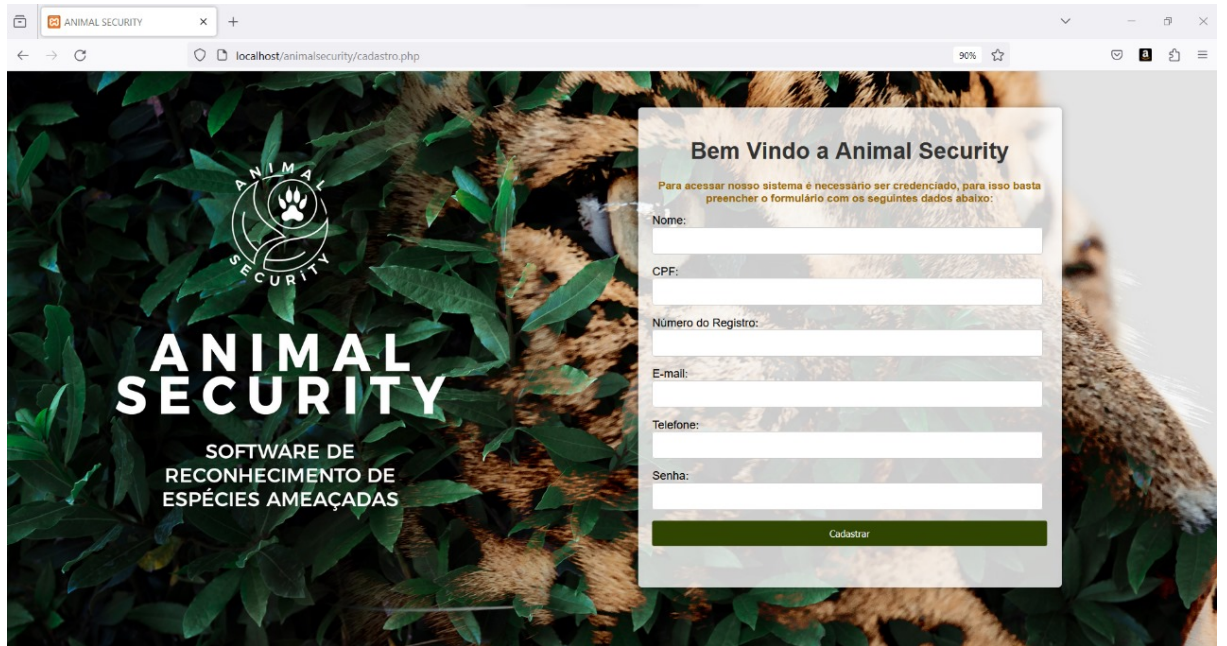 ANIMAL SECURITY
localhost/animalsecurity/cadastro.php
90%
ANIMAL
SECURITY
ANIMAL
SECURITY
SOFTWARE DE
RECONHECIMENTO DE
ESPÉCIES AMEAÇADAS
Bem Vindo a Animal Security
Para acessar nosso sistema é necessário ser credenciado, para isso basta
preencher o formulário com os seguintes dados abaixo:
Nome:
CPF:
Número do Registro:
E-mail:
Telefone:
Senha:
Cadastrar